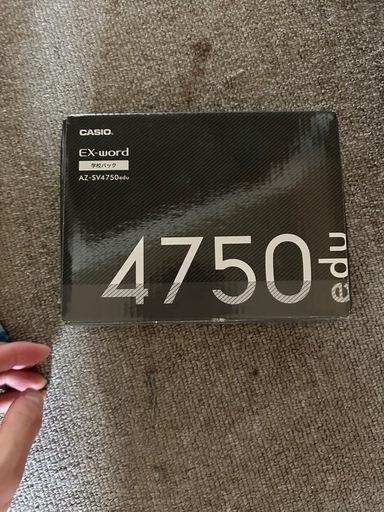 CASIO
EX-word
学校パック
AZ-SV4750edu
4750
edu